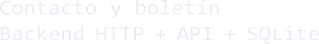 Contacto y boletín
Backend HTTP + API + SQLite